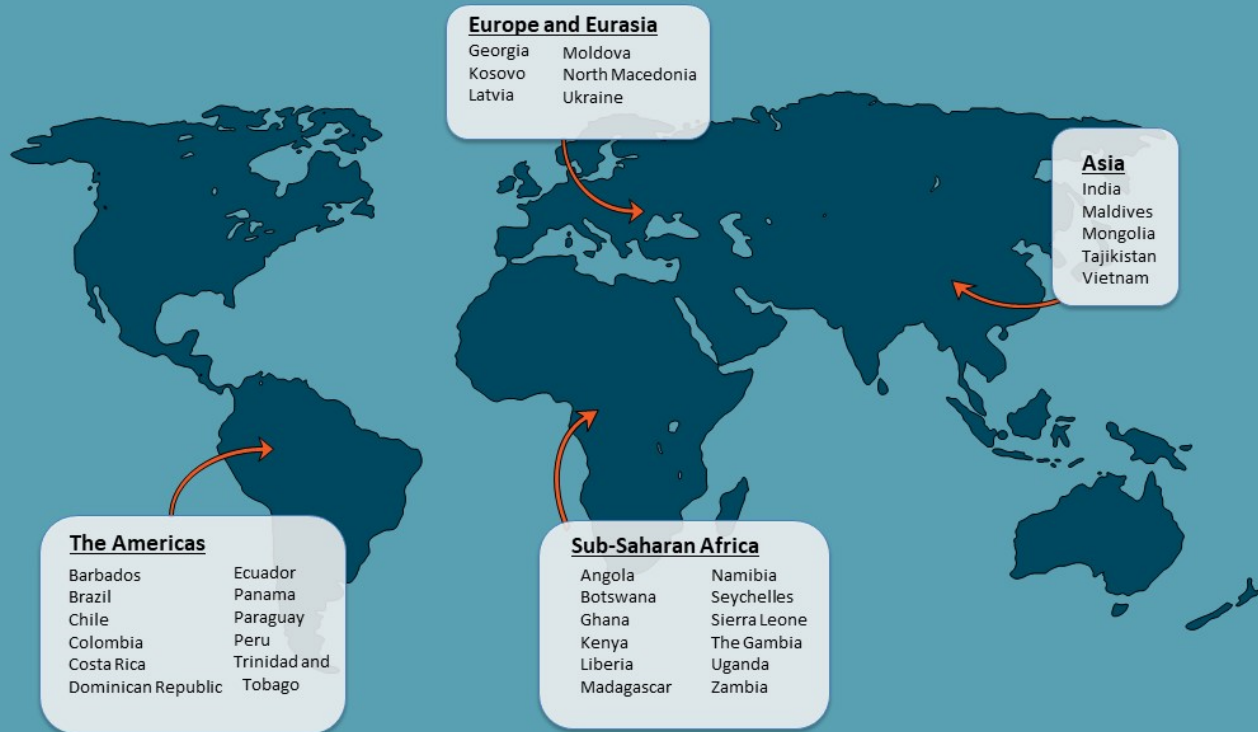 Europe and Eurasia
Georgia
Kosovo
Latvia
Moldova
North Macedonia
Ukraine
Asia
India
Maldives
Mongolia
Tajikistan
Vietnam
The Americas
Barbados
Brazil
Chile
Colombia
Costa Rica
Dominican Republic
Ecuador
Panama
Paraguay
Peru
Trinidad and
Tobago
Sub-Saharan Africa
Angola
Botswana
Ghana
Kenya
Liberia
Madagascar
Namibia
Seychelles
Sierra Leone
The Gambia
Uganda
Zambia